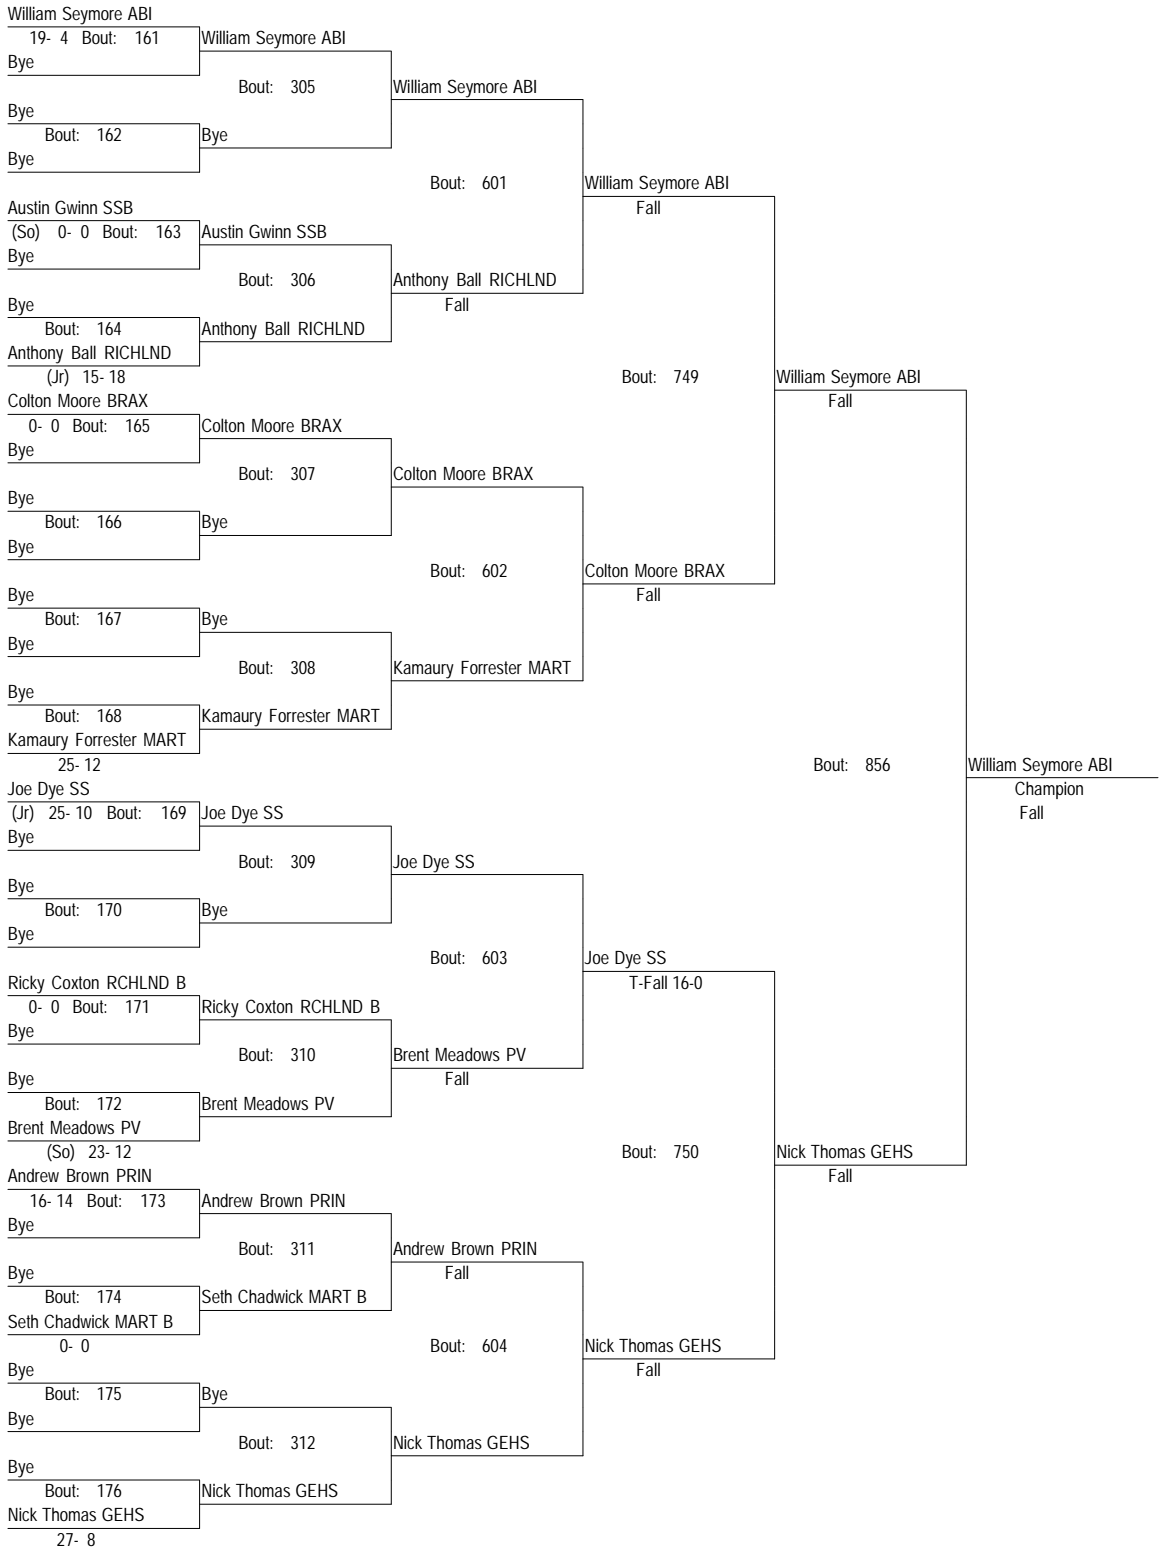 William Seymore ABI
19- 4 Bout: 161 William Seymore ABI
Bye
Bout: 305 William Seymore ABI
Bye
Bout: 162 Bye
Bye
Bout: 601 William Seymore ABI
Austin Gwinn SSB Fall
(So) 0- 0 Bout: 163 Austin Gwinn SSB
Bye
Bout: 306 Anthony Ball RICHLND
Bye Fall
Bout: 164 Anthony Ball RICHLND
Anthony Ball RICHLND
(Jr) 15- 18 Bout: 749 William Seymore ABI
Colton Moore BRAX Fall
0- 0 Bout: 165 Colton Moore BRAX
Bye
Bout: 307 Colton Moore BRAX
Bye
Bout: 166 Bye
Bye
Bout: 602 Colton Moore BRAX
Bye Fall
Bout: 167 Bye
Bye
Bout: 308 Kamaury Forrester MART
Bye
Bout: 168 Kamaury Forrester MART
Kamaury Forrester MART
25- 12 Bout: 856 William Seymore ABI
Joe Dye SS Champion
(Jr) 25- 10 Bout: 169 Joe Dye SS Fall
Bye
Bout: 309 Joe Dye SS
Bye
Bout: 170 Bye
Bye
Bout: 603 Joe Dye SS
Ricky Coxton RCHLND B T-Fall 16-0
0- 0 Bout: 171 Ricky Coxton RCHLND B
Bye
Bout: 310 Brent Meadows PV
Bye Fall
Bout: 172 Brent Meadows PV
Brent Meadows PV
(So) 23- 12 Bout: 750 Nick Thomas GEHS
Andrew Brown PRIN Fall
16- 14 Bout: 173 Andrew Brown PRIN
Bye
Bout: 311 Andrew Brown PRIN
Bye Fall
Bout: 174 Seth Chadwick MART B
Seth Chadwick MART B
0- 0 Bout: 604 Nick Thomas GEHS
Bye Fall
Bout: 175 Bye
Bye
Bout: 312 Nick Thomas GEHS
Bye
Bout: 176 Nick Thomas GEHS
Nick Thomas GEHS
27- 8